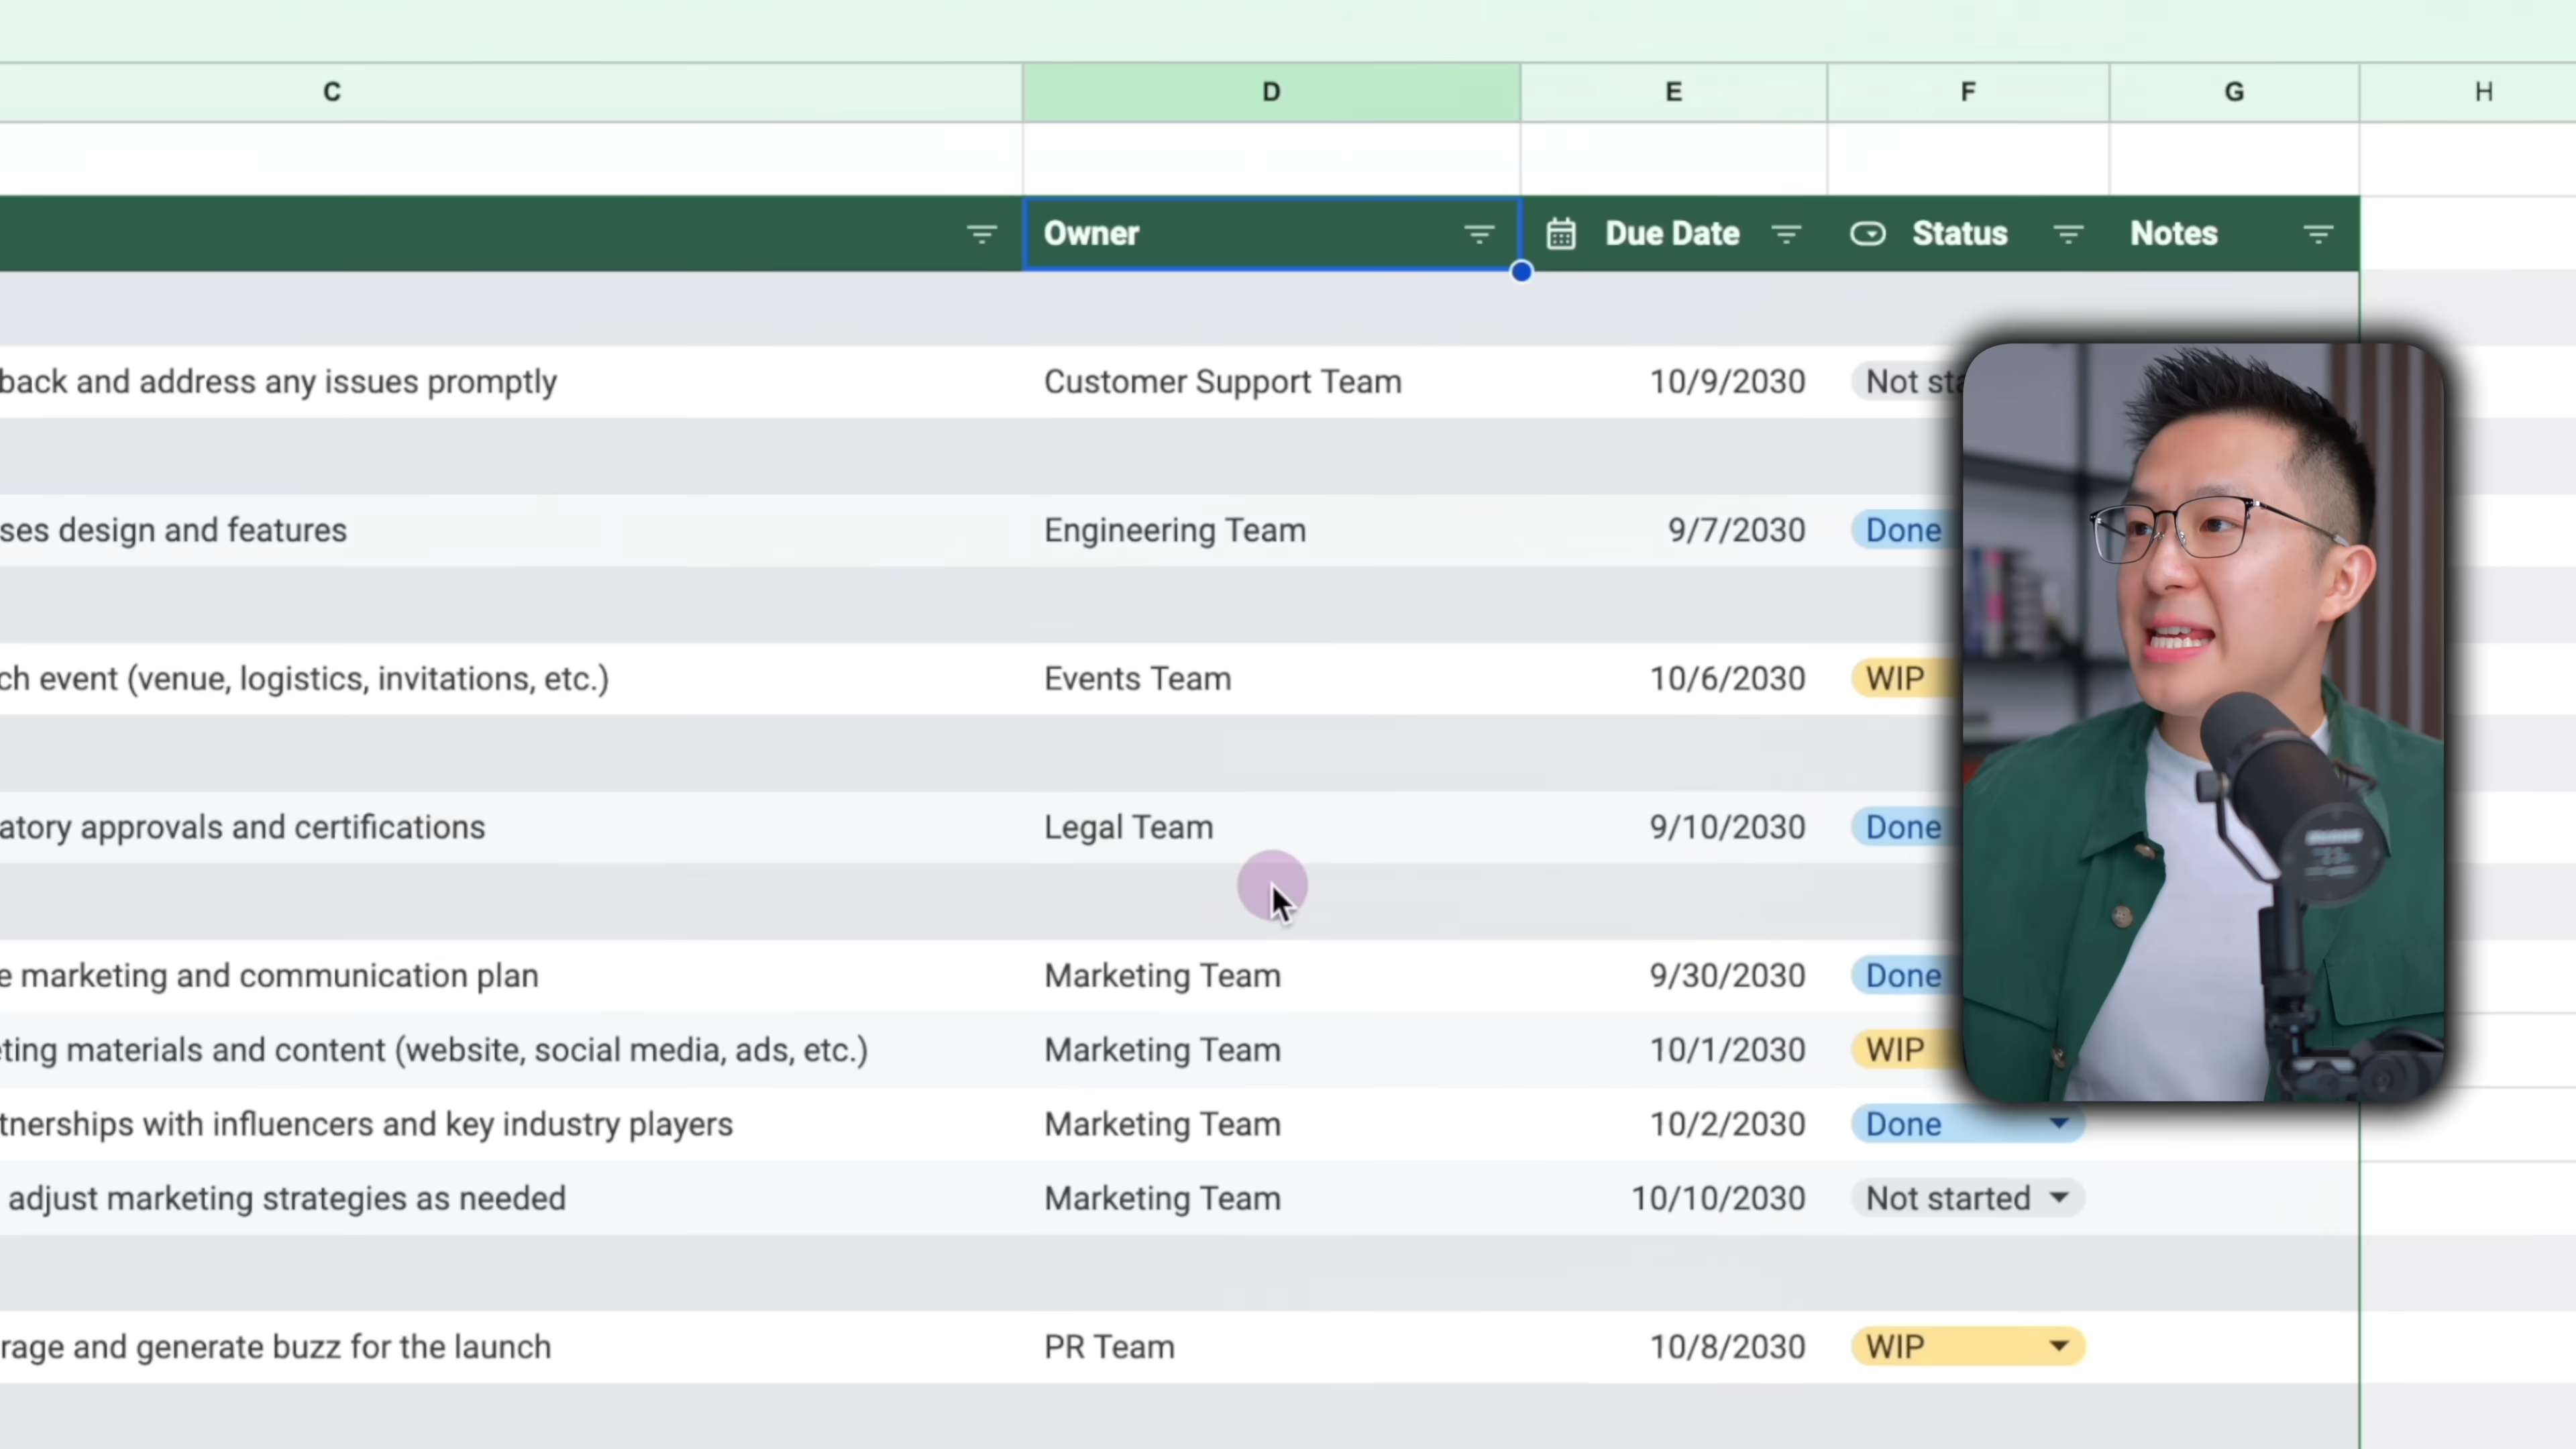 C D E F G H
Owner Due Date Status Notes
back and address any issues promptly Customer Support Team 10/9/2030 Not sta
ses design and features Engineering Team 9/7/2030 Done
ch event (venue, logistics, invitations, etc.) Events Team 10/6/2030 WIP
atory approvals and certifications Legal Team 9/10/2030 Done
e marketing and communication plan Marketing Team 9/30/2030 Done
eting materials and content (website, social media, ads, etc.) Marketing Team 10/1/2030 WIP
tnerships with influencers and key industry players Marketing Team 10/2/2030 Done
adjust marketing strategies as needed Marketing Team 10/10/2030 Not started
rage and generate buzz for the launch PR Team 10/8/2030 WIP